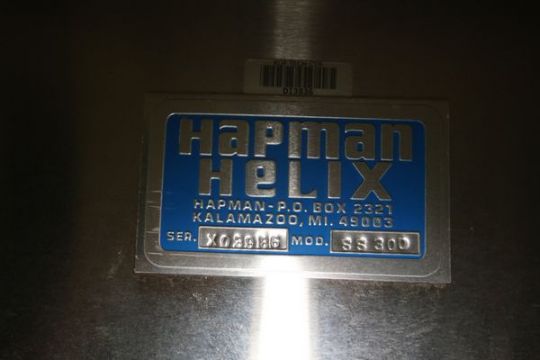 Hapman
HeLIX
HAPMAN-P.O. BOX 2321
KALAMAZOO, MI. 49003
SER. MOD. SS 300